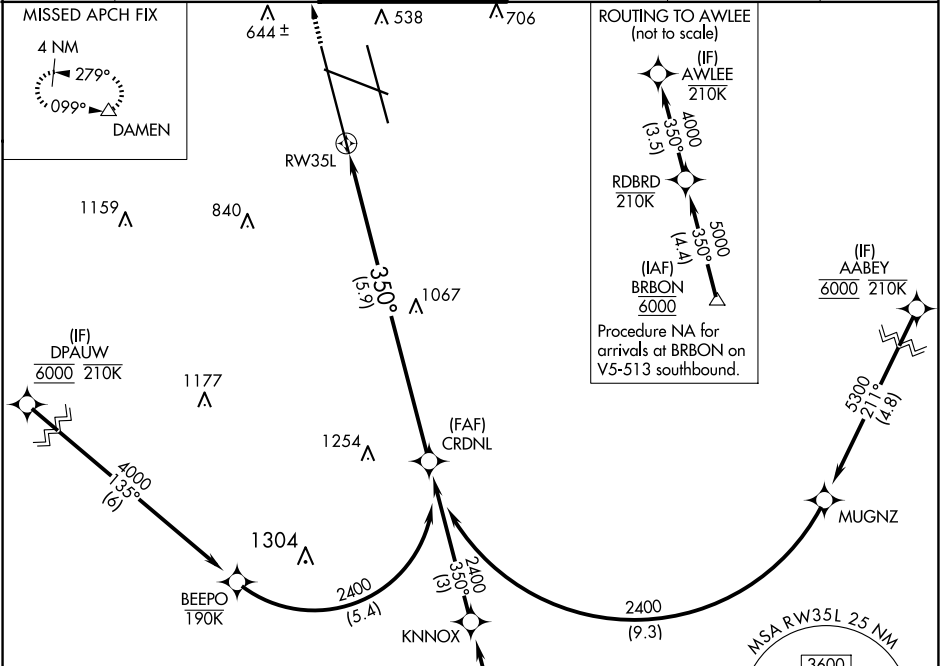 MISSED APCH FIX
4 NM
279°
099°
DAMEN
644 ±
538
706
RW35L
1159
840
350°
(5.9)
1067
ROUTING TO AWLEE
(not to scale)
(IF)
AWLEE
210K
4000
350°
(3.5)
RDBRD
210K
5000
350°
(4.4)
(IAF)
BRBON
6000
Procedure NA for
arrivals at BRBON on
V5-513 southbound.
(IF)
AABEY
6000 210K
5300
211°
(4.8)
MUGNZ
(IF)
DPAUW
6000 210K
1177
4000
135°
(6)
1254
(FAF)
CRDNL
1304
BEEPO
190K
2400
(5.4)
2400
350°
(3)
KNNOX
2400
(9.3)
MSA RW35L 25 NM
3600